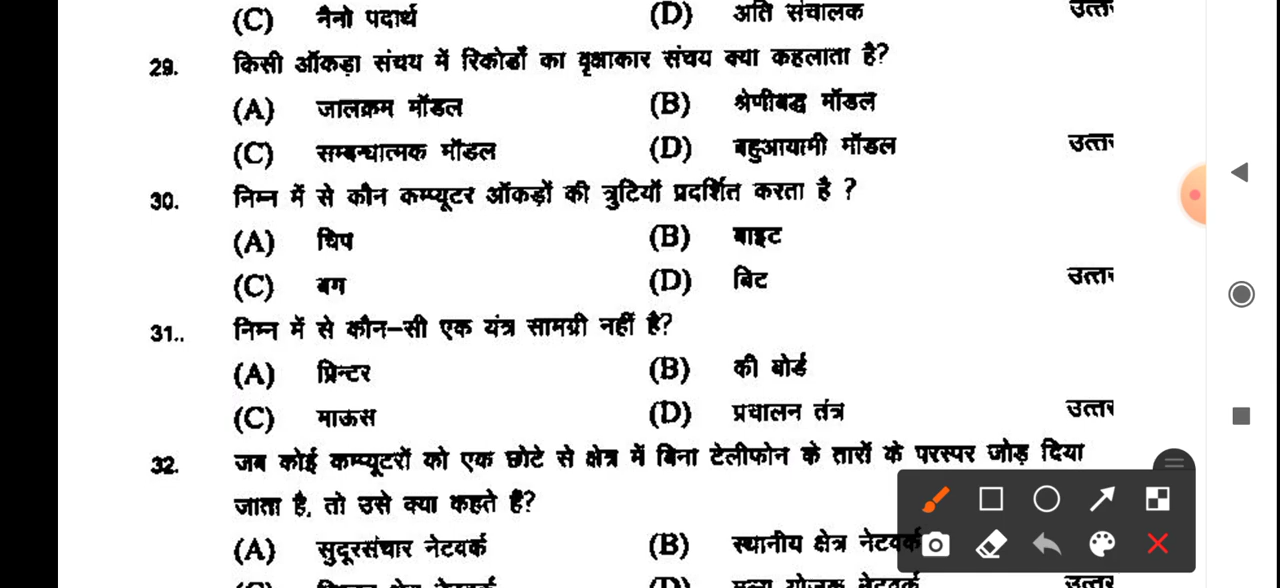 (C) नैनो पदार्थ (D) अति संचालक
29. किसी ऑकड़ा संचय में रिकोर्डों का वृक्षाकार संचय क्या कहलाता है?
(A) जालक्रम मॉडल (B) श्रेणीबद्ध मॉडल
(C) सम्बन्धात्मक मॉडल (D) बहुआयामी मॉडल
30. निम्न में से कौन कम्प्यूटर ऑकड़ों की त्रुटियाँ प्रदर्शित करता है ?
(A) चिप (B) बाइट
(C) बग (D) बिट
31.. निम्न में से कौन-सी एक यंत्र सामग्री नहीं है?
(A) प्रिन्टर (B) की बोर्ड
(C) माऊस (D) प्रचालन तंत्र
32. जब कोई कम्प्यूटरों को एक छोटे से क्षेत्र में बिना टेलीफोन के तारों के परस्पर जोड़ दिया
जाता है, तो उसे क्या कहते हैं?
(A) सुदूरसंचार नेटवर्क (B) स्थानीय क्षेत्र नेटवर्क